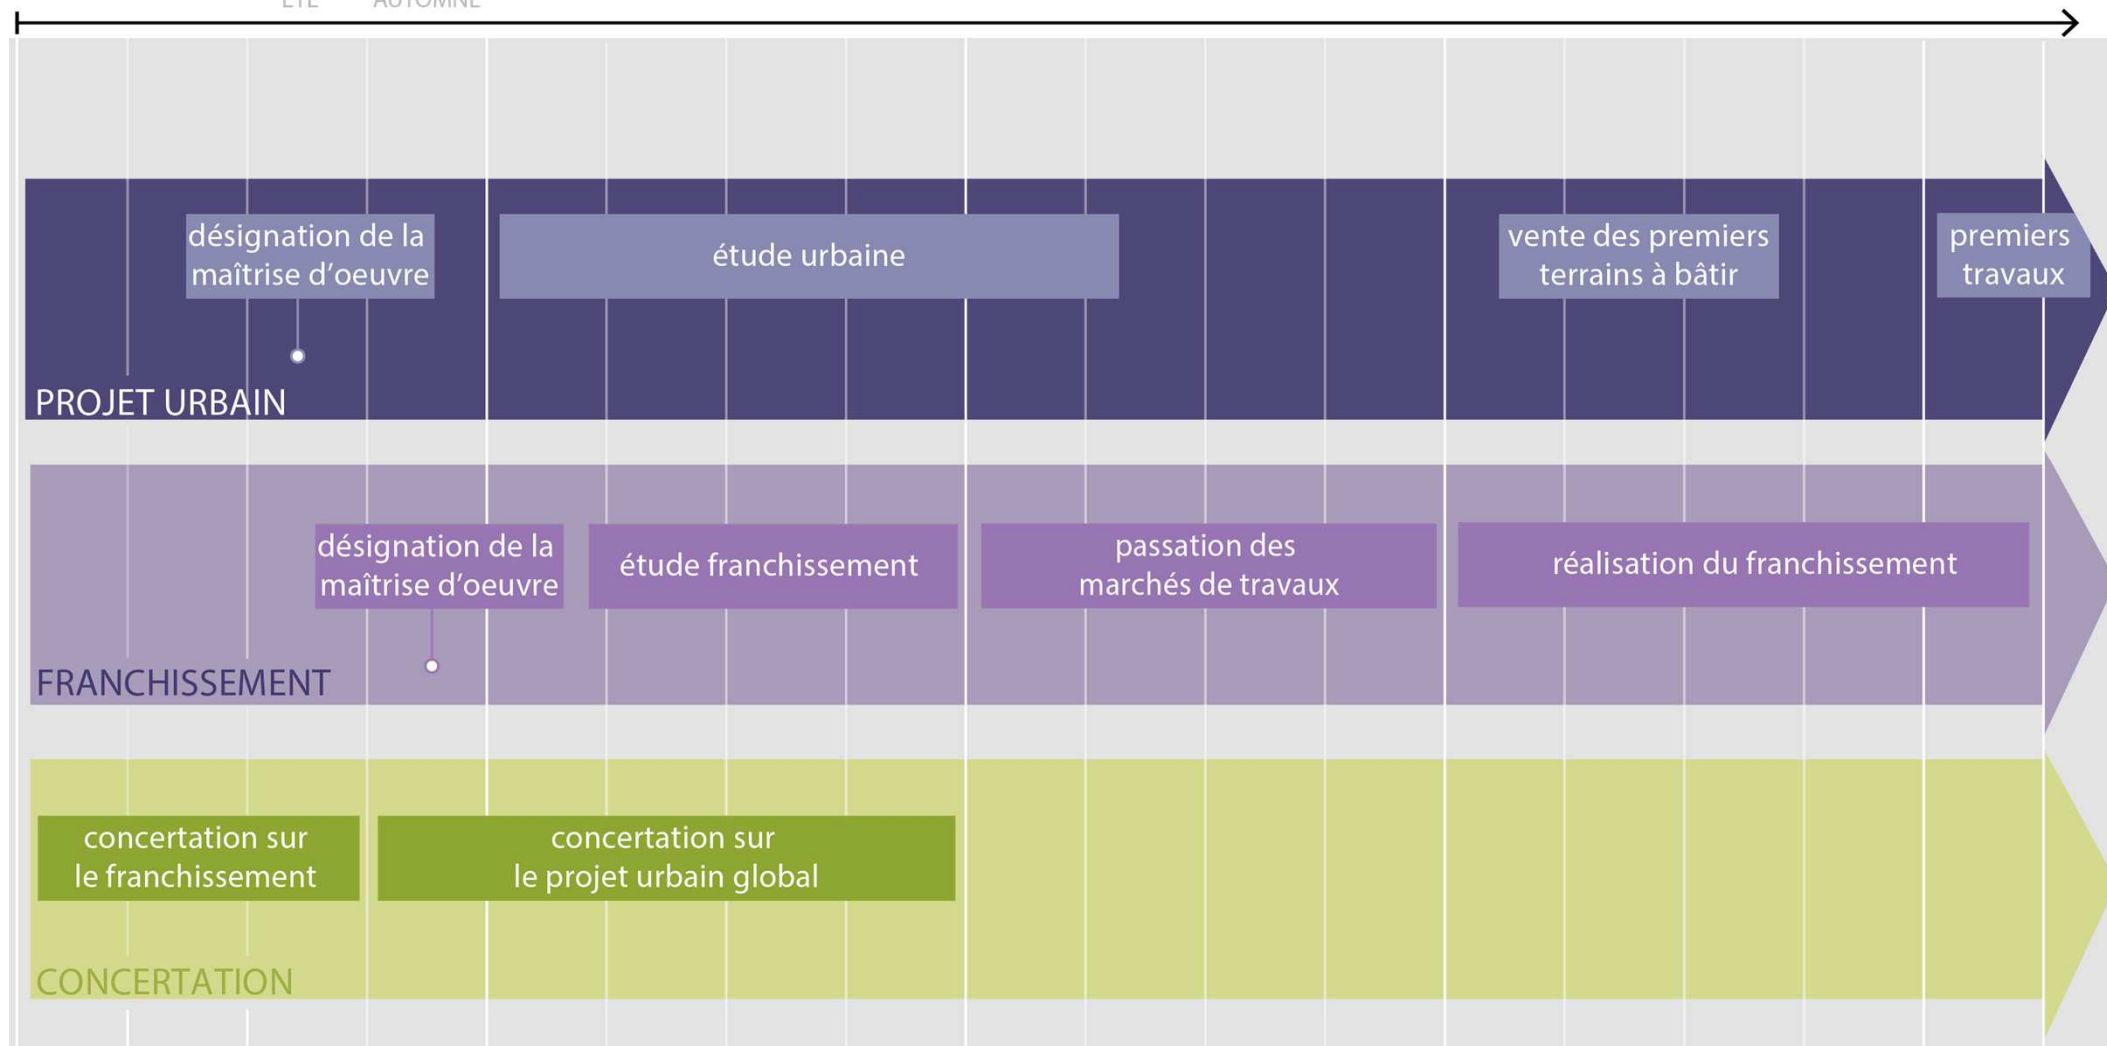 ÉTÉ AUTOMNE
désignation de la
maîtrise d'oeuvre
étude urbaine
vente des premiers
terrains à bâtir
premiers
travaux
PROJET URBAIN
désignation de la
maîtrise d'oeuvre
étude franchissement
passation des
marchés de travaux
réalisation du franchissement
FRANCHISSEMENT
concertation sur
le franchissement
concertation sur
le projet urbain global
CONCERTATION